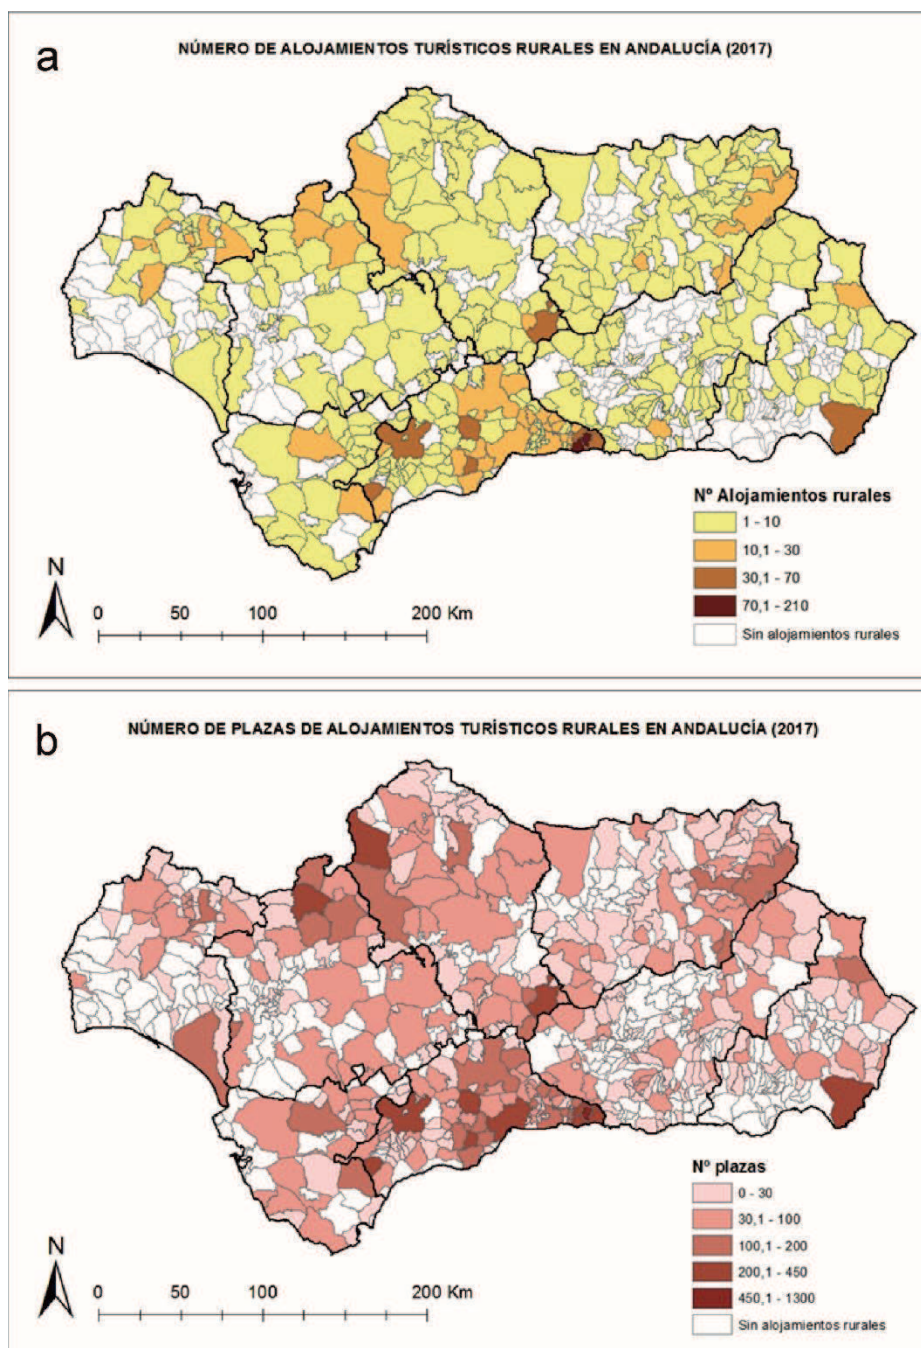 a
NÚMERO DE ALOJAMIENTOS TURÍSTICOS RURALES EN ANDALUCÍA (2017)
Nº Alojamientos rurales
1 - 10
10,1 - 30
30,1 - 70
70,1 - 210
Sin alojamientos rurales
N
0 50 100 200 Km
b
NÚMERO DE PLAZAS DE ALOJAMIENTOS TURÍSTICOS RURALES EN ANDALUCÍA (2017)
Nº plazas
0 - 30
30,1 - 100
100,1 - 200
200,1 - 450
450,1 - 1300
Sin alojamientos rurales
N
0 50 100 200 Km